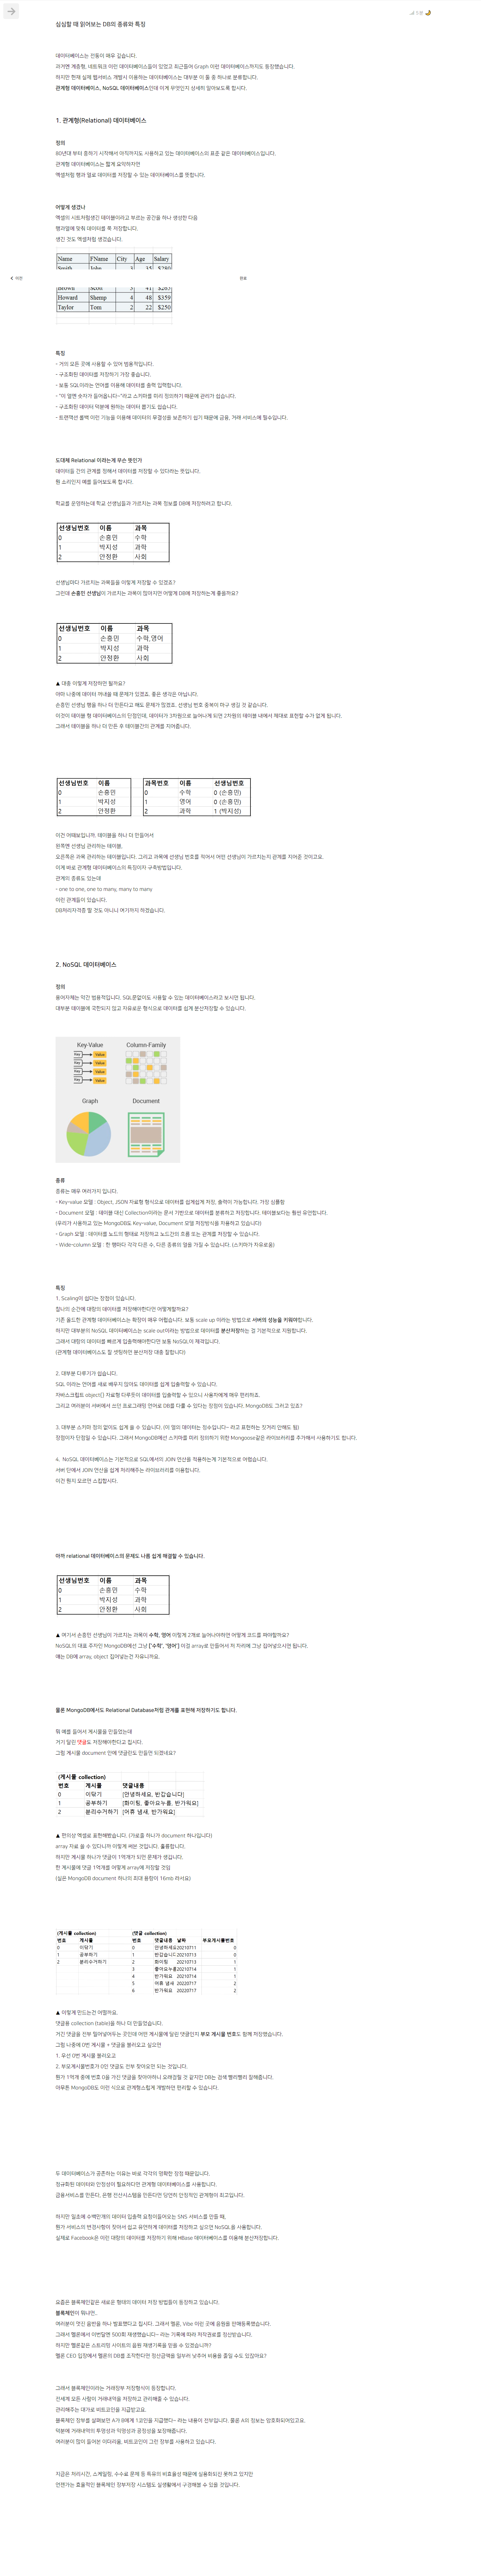 심심할 때 읽어보는 DB의 종류와 특징
데이터베이스는 인종이 매우 깊습니다.
과거엔 계층형, 네트워크 이런 데이터베이스들이 있었고 최근들어 Graph 이런 데이터베이스까지도 등장했습니다.
하지만 현재 실제 웹서비스 개발시 이용하는 데이터베이스는 대부분 이 둘 중 하나로 분류합니다.
관계형 데이터베이스, NoSQL 데이터베이스인데 이게 무엇인지 상세히 알아보도록 합시다.
1. 관계형(Relational) 데이터베이스
정의
80년대 부터 흥하기 시작해서 아직까지도 사용하고 있는 데이터베이스의 표준 같은 데이터베이스입니다.
관계형 데이터베이스는 짧게 요약하자면
엑셀처럼 행과 열로 데이터를 저장할 수 있는 데이터베이스를 뜻합니다.
어떻게 생겼냐
엑셀의 시트처럼생긴 테이블이라고 부르는 공간을 하나 생성한 다음
행과열에 맞춰 데이터를 쭉 저장합니다.
생긴 것도 엑셀처럼 생겼습니다.
Name FName City Age Salary
Smith John 3 35 $280
이전 완료
Brown Scott 3 41 $265
Howard Shemp 4 48 $359
Taylor Tom 2 22 $250
특징
- 거의 모든 곳에 사용할 수 있어 범용적입니다.
- 구조화된 데이터를 저장하기 가장 좋습니다.
- 보통 SQL이라는 언어를 이용해 데이터를 출력 입력합니다.
- "이 열엔 숫자가 들어옵니다~"라고 스키마를 미리 정의하기 때문에 관리가 쉽습니다.
- 구조화된 데이터 덕분에 원하는 데이터 뽑기도 쉽습니다.
- 트랜잭션 롤백 이런 기능을 이용해 데이터의 무결성을 보존하기 쉽기 때문에 금융, 거래 서비스에 필수입니다.
도대체 Relational 이라는게 무슨 뜻인가
데이터들 간의 관계를 정해서 데이터를 저장할 수 있다라는 뜻입니다.
뭔 소리인지 예를 들어보도록 합시다.
학교를 운영하는데 학교 선생님들과 가르치는 과목 정보를 DB에 저장하려고 합니다.
선생님번호 이름 과목
0 손흥민 수학
1 박지성 과학
2 안정환 사회
선생님마다 가르치는 과목들을 이렇게 저장할 수 있겠죠?
그런데 손흥민 선생님이 가르치는 과목이 많아지만 어떻게 DB에 저장하는게 좋을까요?
선생님번호 이름 과목
0 손흥민 수학,영어
1 박지성 과학
2 안정환 사회
▲ 대충 이렇게 저장하면 될까요?
아마 나중에 데이터 꺼내쓸 때 문제가 있겠죠. 좋은 생각은 아닙니다.
손흥민 선생님 행을 하나 더 만든다고 해도 문제가 많겠죠. 선생님 번호 중복이 마구 생길 것 같습니다.
이것이 테이블 형 데이터베이스의 단점인데, 데이터가 3차원으로 늘어나게 되면 2차원의 테이블 내에서 제대로 표현할 수가 없게 됩니다.
그래서 테이블을 하나 더 만든 후 테이블간의 관계를 지어줍니다.
선생님번호 이름
0 손흥민
1 박지성
2 안정환
과목번호 이름 선생님번호
0 수학 0 (손흥민)
1 영어 0 (손흥민)
2 과학 1 (박지성)
이건 어때보입니까. 테이블을 하나 더 만들어서
왼쪽엔 선생님 관리하는 테이블,
오른쪽은 과목 관리하는 테이블입니다. 그리고 과목에 선생님 번호를 적어서 어떤 선생님이 가르치는지 관계를 지어준 것이고요.
이게 바로 관계형 데이터베이스의 특징이자 구축방법입니다.
관계의 종류도 있는데
- one to one, one to many, many to many
이런 관계들이 있습니다.
DB처리자격증 딸 것도 아니니 여기까지 하겠습니다.
2. NoSQL 데이터베이스
정의
용어자체는 약간 범용적입니다. SQL문법이도 사용할 수 있는 데이터베이스라고 보시면 됩니다.
대부분 테이블에 국한되지 않고 자유로운 형식으로 데이터를 쉽게 분산저장할 수 있습니다.
Key-Value Column-Family
Key Value
Key Value
Key Value
Key Value
Graph Document
종류
종류는 매우 여러가지 입니다.
- Key-value 모델 : Object, JSON 자료형 형식으로 데이터를 쉽게쉽게 저장, 출력이 가능합니다. 가장 심플함
- Document 모델 : 테이블 대신 Collection이라는 문서 기반으로 데이터를 분류하고 저장합니다. 테이블보다는 훨씬 유연합니다.
(우리가 사용하고 있는 MongoDB도 Key-value, Document 모델 저장방식을 차용하고 있습니다)
- Graph 모델 : 데이터를 노드의 형태로 저장하고 노드간의 흐름 또는 관계를 저장할 수 있습니다.
- Wide-column 모델 : 한 행마다 각각 다른 수, 다른 종류의 열을 가질 수 있습니다. (스키마가 자유로움)
특징
1. Scaling이 쉽다는 장점이 있습니다.
찰나의 순간에 대량의 데이터를 저장해야한다면 어떻게할까요?
기존 올드한 관계형 데이터베이스는 확장이 매우 어렵습니다. 보통 scale up 이라는 방법으로 서버의 성능을 키워야합니다.
하지만 대부분의 NoSQL 데이터베이스는 scale out이라는 방법으로 데이터를 분산저장하는 걸 기본적으로 지원합니다.
그래서 대량의 데이터를 빠르게 입출력해야한다면 보통 NoSQL이 제격입니다.
(관계형 데이터베이스도 잘 셋팅하면 분산저장 대충 잘합니다)
2. 대부분 다루기가 쉽습니다.
SQL 이라는 언어를 새로 배우지 않아도 데이터를 쉽게 입출력할 수 있습니다.
자바스크립트 object{} 자료형 다루듯이 데이터를 입출력할 수 있으니 사용자에게 매우 편리하죠.
그리고 여러분이 서버에서 쓰던 프로그래밍 언어로 DB를 다룰 수 있다는 장점이 있습니다. MongoDB도 그러고 있죠?
3. 대부분 스키마 정의 없이도 쉽게 쓸 수 있습니다. (이 열의 데이터는 정수입니다~ 라고 표현하는 짓거리 안해도 됨)
장점이자 단점일 수 있습니다. 그래서 MongoDB에선 스키마를 미리 정의하기 위한 Mongoose같은 라이브러리를 추가해서 사용하기도 합니다.
4. NoSQL 데이터베이스는 기본적으로 SQL에서의 JOIN 연산을 적용하는게 기본적으로 어렵습니다.
서버 단에서 JOIN 연산을 쉽게 처리해주는 라이브러리를 이용합니다.
이건 뭔지 모르면 스킵합시다.
아까 relational 데이터베이스의 문제도 나름 쉽게 해결할 수 있습니다.
선생님번호 이름 과목
0 손흥민 수학
1 박지성 과학
2 안정환 사회
▲ 여기서 손흥민 선생님이 가르치는 과목이 수학, 영어 이렇게 2개로 늘어나야하면 어떻게 코드를 짜야할까요?
NoSQL의 대표 주자인 MongoDB에선 그냥 ['수학', '영어'] 이걸 array로 만들어서 저 자리에 그냥 집어넣으시면 됩니다.
얘는 DB에 array, object 집어넣는건 자유니까요.
물론 MongoDB에서도 Relational Database처럼 관계를 표현해 저장하기도 합니다.
뭐 예를 들어서 게시물을 만들었는데
거기 달린 댓글도 저장해야한다고 칩시다.
그럼 게시물 document 안에 댓글란도 만들면 되겠네요?
(게시물 collection)
번호 게시물 댓글내용
0 이닦기 [안녕하세요, 반갑습니다]
1 공부하기 [화이팅, 좋아요누름, 반가워요]
2 분리수거하기 [어휴 냄새, 반가워요]
▲ 편의상 엑셀로 표현해봤습니다. (가로줄 하나가 document 하나입니다)
array 자료 쓸 수 있다니까 이렇게 써본 것입니다. 훌륭합니다.
하지만 게시물 하나가 댓글이 1억개가 되면 문제가 생깁니다.
한 게시물에 댓글 1억개를 어떻게 array에 저장할 것임
(실은 MongoDB document 하나의 최대 용량이 16mb 라서요)
(게시물 collection)
번호 게시물
0 이닦기
1 공부하기
2 분리수거하기
(댓글 collection)
번호 댓글내용 날짜 부모게시물번호
0 안녕하세요 20210711 0
1 반갑습니다 20210713 0
2 화이팅 20210713 1
3 좋아요누름 20210714 1
4 반가워요 20210714 1
5 어휴 냄새 20220717 2
6 반가워요 20220717 2
▲ 이렇게 만드는건 어떨까요.
댓글용 collection (table)을 하나 더 만들었습니다.
거긴 댓글을 전부 털어넣어두는 곳인데 어떤 게시물에 달린 댓글인지 부모 게시물 번호도 함께 저장했습니다.
그럼 나중에 0번 게시물 + 댓글을 불러오고 싶으면
1. 우선 0번 게시물 불러오고
2. 부모게시물번호가 0인 댓글도 전부 찾아오면 되는 것입니다.
뭔가 1억개 중에 번호 0을 가진 댓글을 찾아야하니 오래걸릴 것 같지만 DB는 검색 빨리빨리 잘해줍니다.
아무튼 MongoDB도 이런 식으로 관계형스럽게 개발하면 편리할 수 있습니다.
두 데이터베이스가 공존하는 이유는 바로 각각의 명확한 장점 때문입니다.
정규화된 데이터와 안정성이 필요하다면 관계형 데이터베이스를 사용합니다.
금융서비스를 만든다, 은행 전산시스템을 만든다면 당연히 안정적인 관계형이 최고입니다.
하지만 일초에 수백만개의 데이터 입출력 요청이들어오는 SNS 서비스를 만들 때,
뭔가 서비스의 변경사항이 잦아서 쉽고 유연하게 데이터를 저장하고 싶으면 NoSQL을 사용합니다.
실제로 Facebook은 이런 대량의 데이터를 저장하기 위해 HBase 데이터베이스를 이용해 분산저장합니다.
요즘은 블록체인같은 새로운 형태의 데이터 저장 방법들이 등장하고 있습니다.
블록체인이 뭐냐면,
여러분이 멋진 음반을 하나 발표했다고 칩시다. 그래서 멜론, Vibe 이런 곳에 음원을 판매등록했습니다.
그래서 멜론에서 이번달엔 500회 재생했습니다~ 라는 기록에 따라 저작권료를 정산받습니다.
하지만 멜론같은 스트리밍 사이트의 음원 재생기록을 믿을 수 있겠습니까?
멜론 CEO 입장에서 멜론의 DB를 조작한다면 정산금액을 일부러 낮추어 비용을 줄일 수도 있잖아요?
그래서 블록체인이라는 거래장부 저장형식이 등장합니다.
전세계 모든 사람이 거래내역을 저장하고 관리해줄 수 있습니다.
관리해주는 대가로 비트코인을 지급받고요.
블록체인 장부를 살펴보면 A가 B에게 1코인을 지급했다~ 라는 내용이 전부입니다. 물론 A의 정보는 암호화되어있고요.
덕분에 거래내역의 투명성과 익명성과 공정성을 보장해줍니다.
여러분이 많이 들어본 이더리움, 비트코인이 그런 장부를 사용하고 있습니다.
지금은 처리시간, 스케일링, 수수료 문제 등 특유의 비효율성 때문에 실용화되진 못하고 있지만
언젠가는 효율적인 블록체인 장부저장 시스템도 실생활에서 구경해볼 수 있을 것입니다.